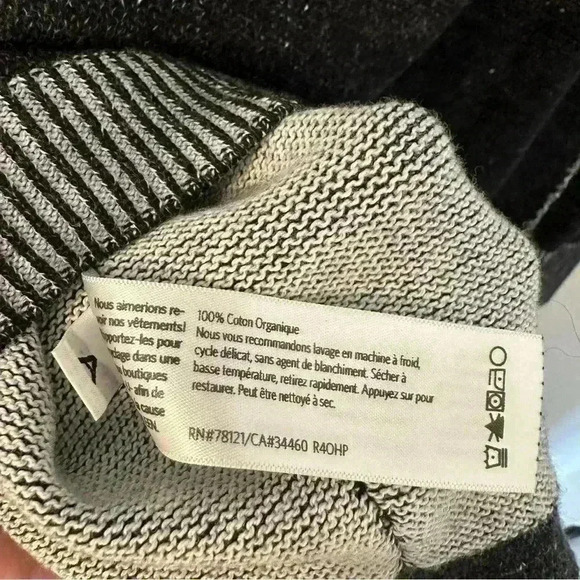 Nous aimerions re-
oir nos vêtements!
pportez-les pour
lage dans une
boutiques
afin de
cause
EEN.
100% Coton Organique
Nous vous recommandons lavage en machine à froid,
cycle délicat, sans agent de blanchiment. Sécher à
basse température, retirez rapidement. Appuyez sur pour
restaurer. Peut être nettoyé à sec.
RN#78121/CA#34460 R4OHP